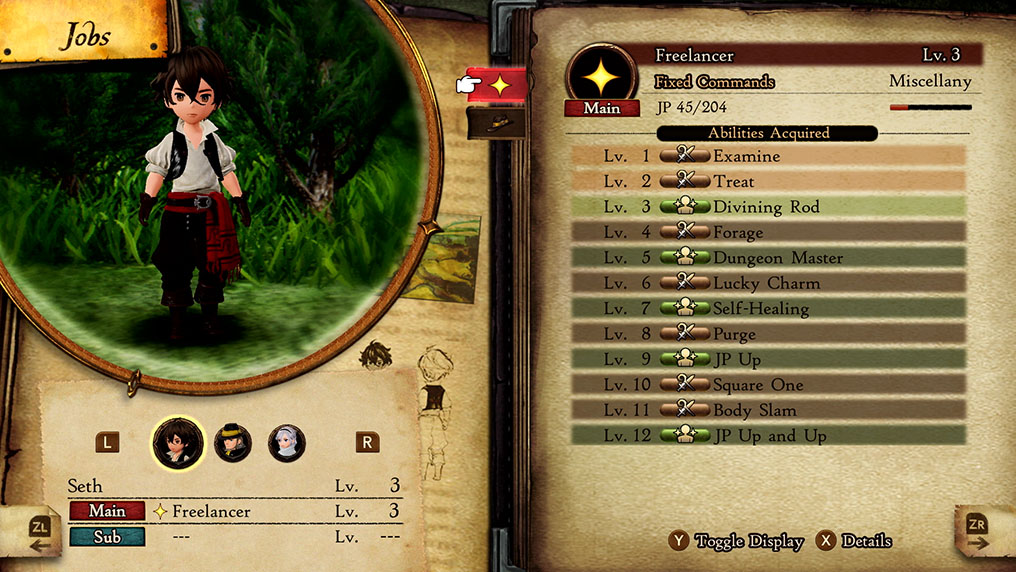 Jobs
Freelancer Lv. 3
Fixed Commands Miscellany
Main JP 45/204
Abilities Acquired
Lv. 1 Examine
Lv. 2 Treat
Lv. 3 Divining Rod
Lv. 4 Forage
Lv. 5 Dungeon Master
Lv. 6 Lucky Charm
Lv. 7 Self-Healing
Lv. 8 Purge
Lv. 9 JP Up
Lv. 10 Square One
Lv. 11 Body Slam
Lv. 12 JP Up and Up
L R
Seth Lv. 3
Main Freelancer Lv. 3
Sub --- Lv. ---
ZL
Y Toggle Display X Details
ZR